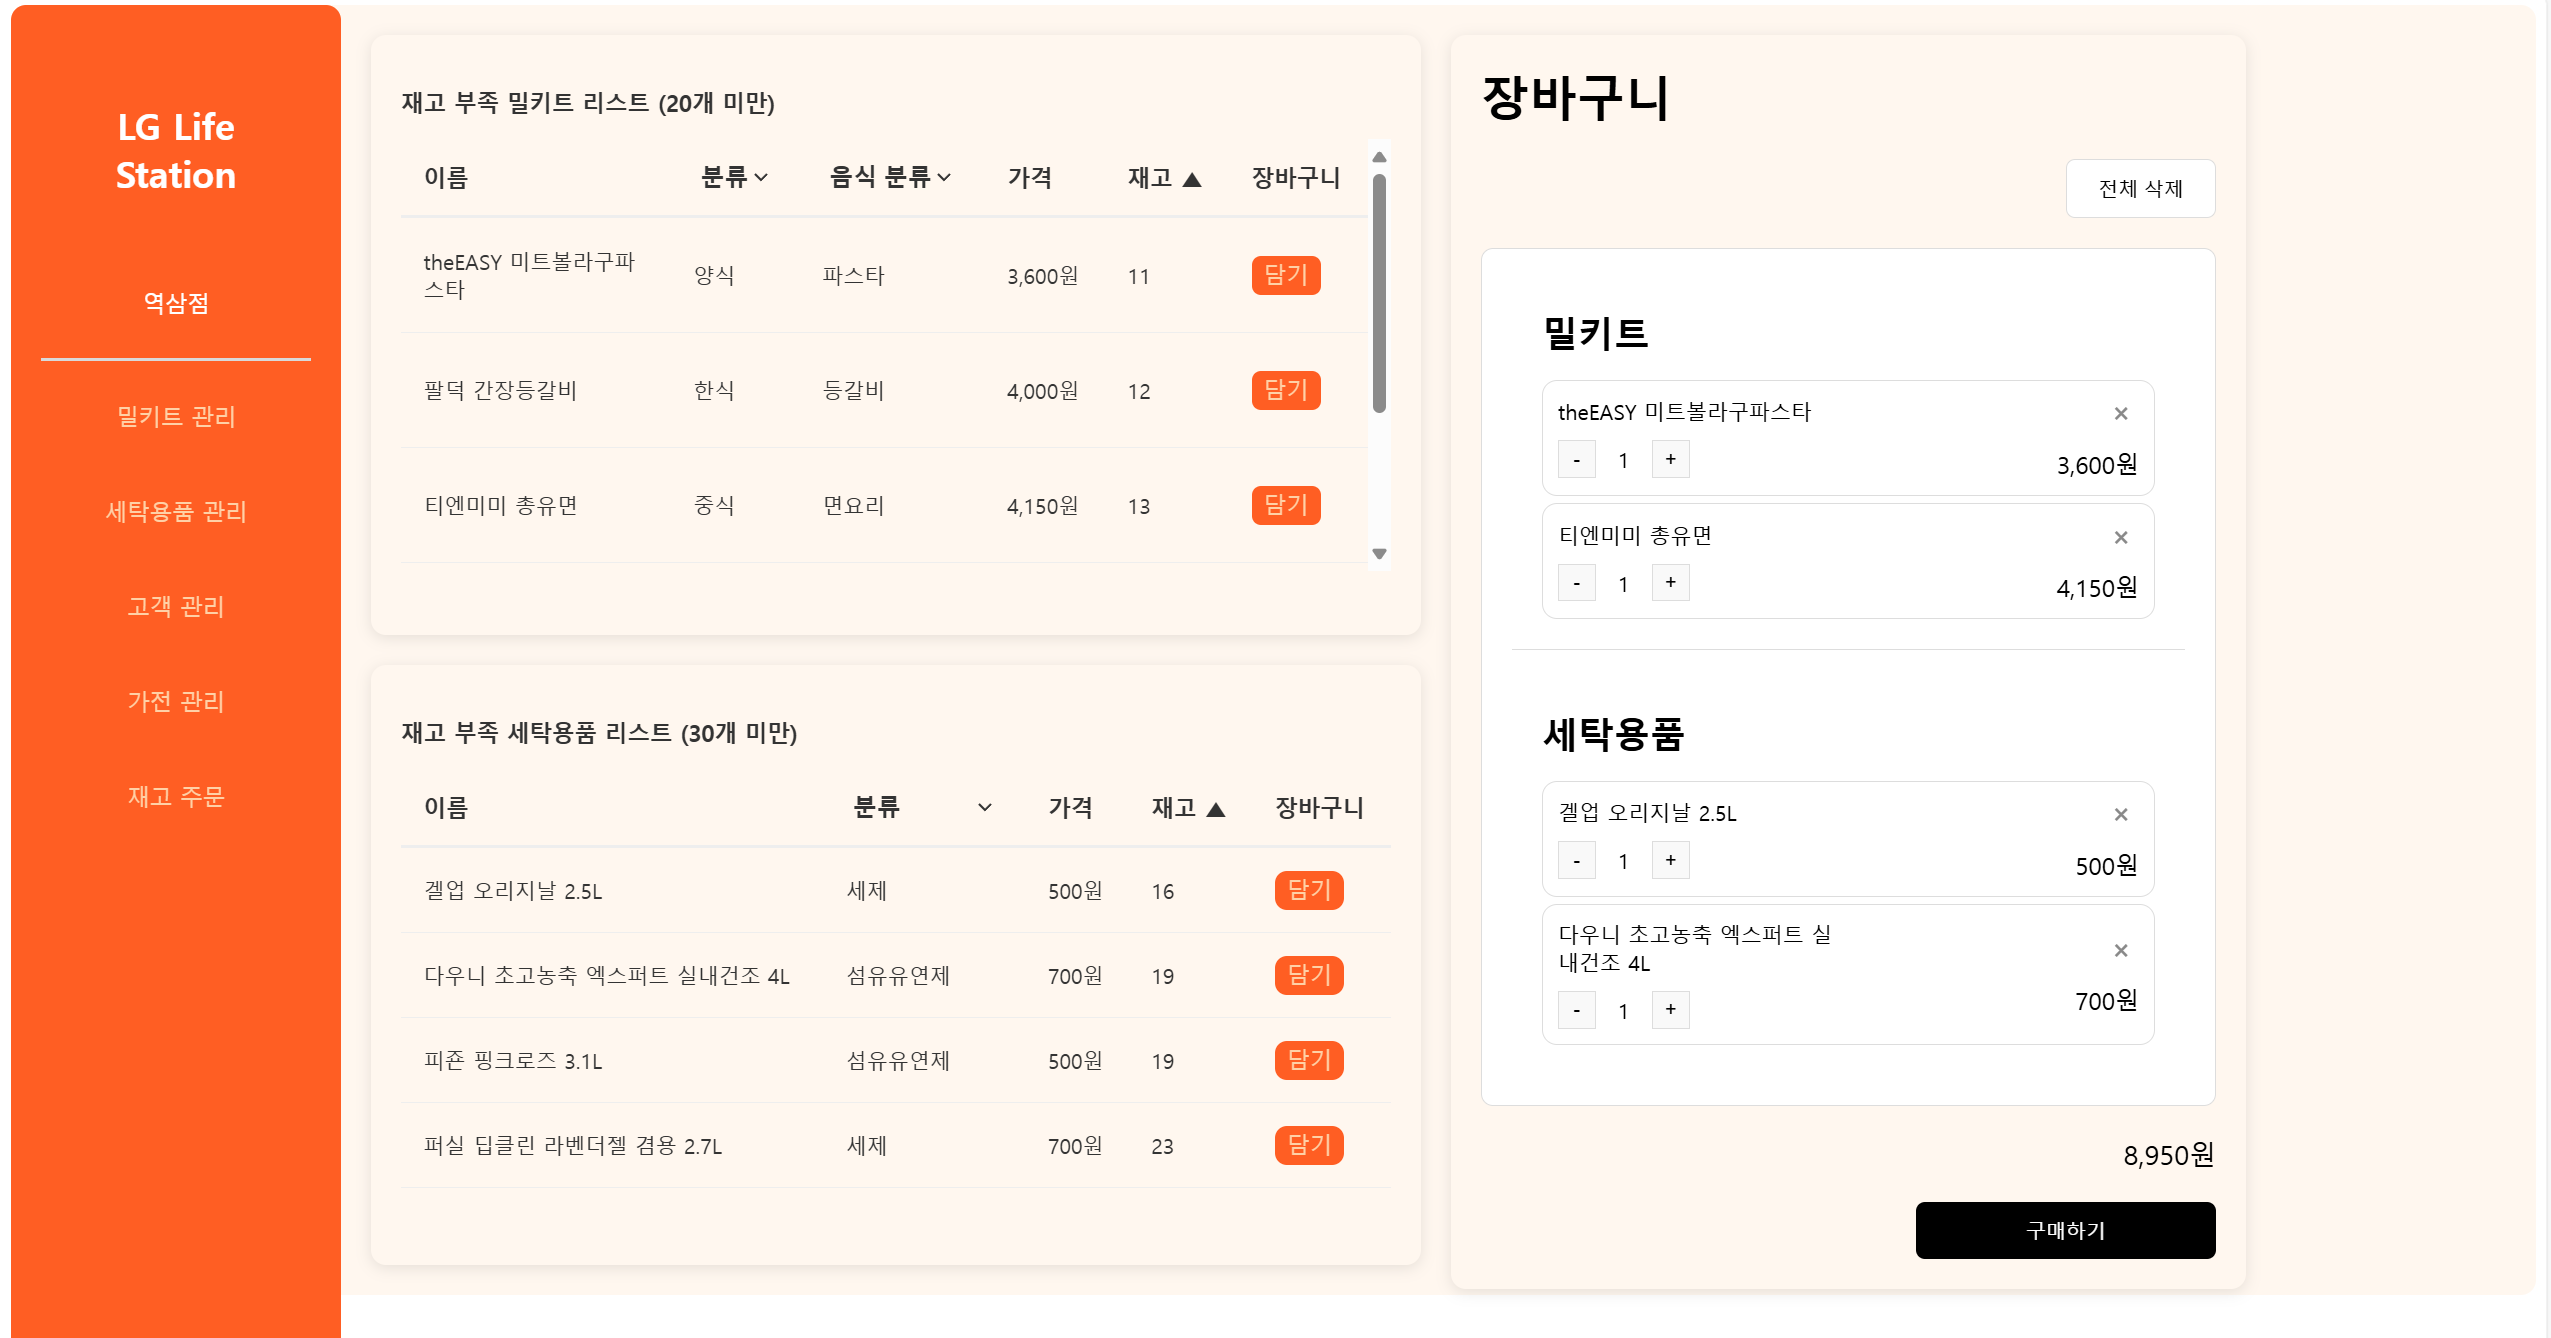 LG Life
Station
역삼점
밀키트 관리
세탁용품 관리
고객 관리
가전 관리
재고 주문
재고 부족 밀키트 리스트 (20개 미만)
이름 분류 음식 분류 가격 재고 ▲ 장바구니
theEASY 미트볼라구파
스타
양식 파스타 3,600원 11 담기
팔덕 간장등갈비 한식 등갈비 4,000원 12 담기
티엔미미 총유면 중식 면요리 4,150원 13 담기
재고 부족 세탁용품 리스트 (30개 미만)
이름 분류 가격 재고 ▲ 장바구니
겔업 오리지날 2.5L 세제 500원 16 담기
다우니 초고농축 엑스퍼트 실내건조 4L 섬유유연제 700원 19 담기
피죤 핑크로즈 3.1L 섬유유연제 500원 19 담기
퍼실 딥클린 라벤더젤 겸용 2.7L 세제 700원 23 담기
장바구니
전체 삭제
밀키트
theEASY 미트볼라구파스타 ×
- 1 + 3,600원
티엔미미 총유면 ×
- 1 + 4,150원
세탁용품
겔업 오리지날 2.5L ×
- 1 + 500원
다우니 초고농축 엑스퍼트 실
내건조 4L ×
- 1 + 700원
8,950원
구매하기